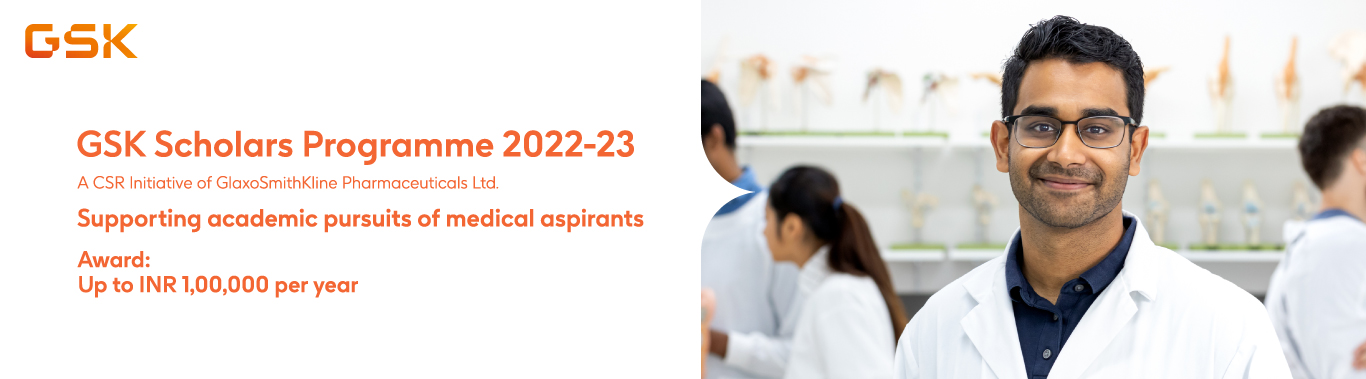 GSK
GSK Scholars Programme 2022-23
A CSR Initiative of GlaxoSmithKline Pharmaceuticals Ltd.
Supporting academic pursuits of medical aspirants
Award:
Up to INR 1,00,000 per year